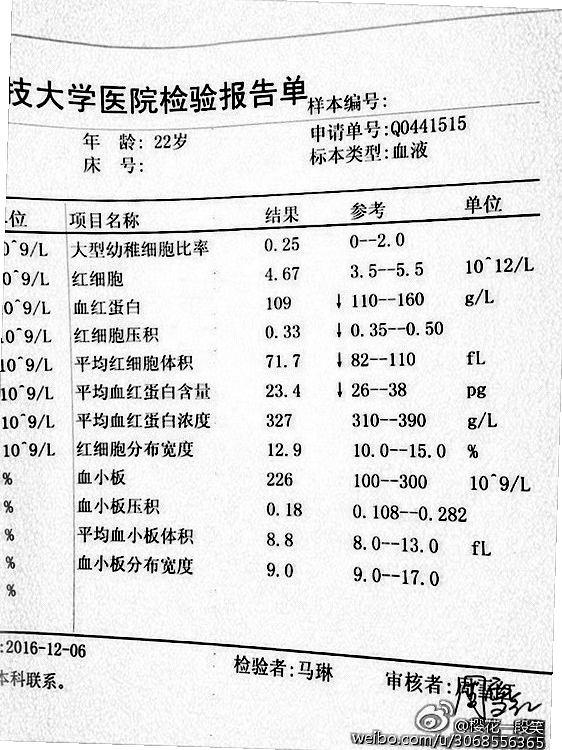 技大学医院检验报告单
样本编号:
年 龄: 22岁
申请单号:Q0441515
床 号:
标本类型:血液
单位 项目名称 结果 参考 单位
0^9/L 大型幼稚细胞比率 0.25 0--2.0
0^9/L 红细胞 4.67 3.5--5.5 10^12/L
0^9/L 血红蛋白 109 ↓ 110--160 g/L
10^9/L 红细胞压积 0.33 ↓ 0.35--0.50
10^9/L 平均红细胞体积 71.7 ↓ 82--110 fL
10^9/L 平均血红蛋白含量 23.4 ↓ 26--38 pg
10^9/L 平均血红蛋白浓度 327 310--390 g/L
10^9/L 红细胞分布宽度 12.9 10.0--15.0 %
% 血小板 226 100--300 10^9/L
% 血小板压积 0.18 0.108--0.282
% 平均血小板体积 8.8 8.0--13.0 fL
% 血小板分布宽度 9.0 9.0--17.0
%
:2016-12-06
检验者:马琳
审核者:周
本科联系。
@樱花一段笑
weibo.com/u/3063556365